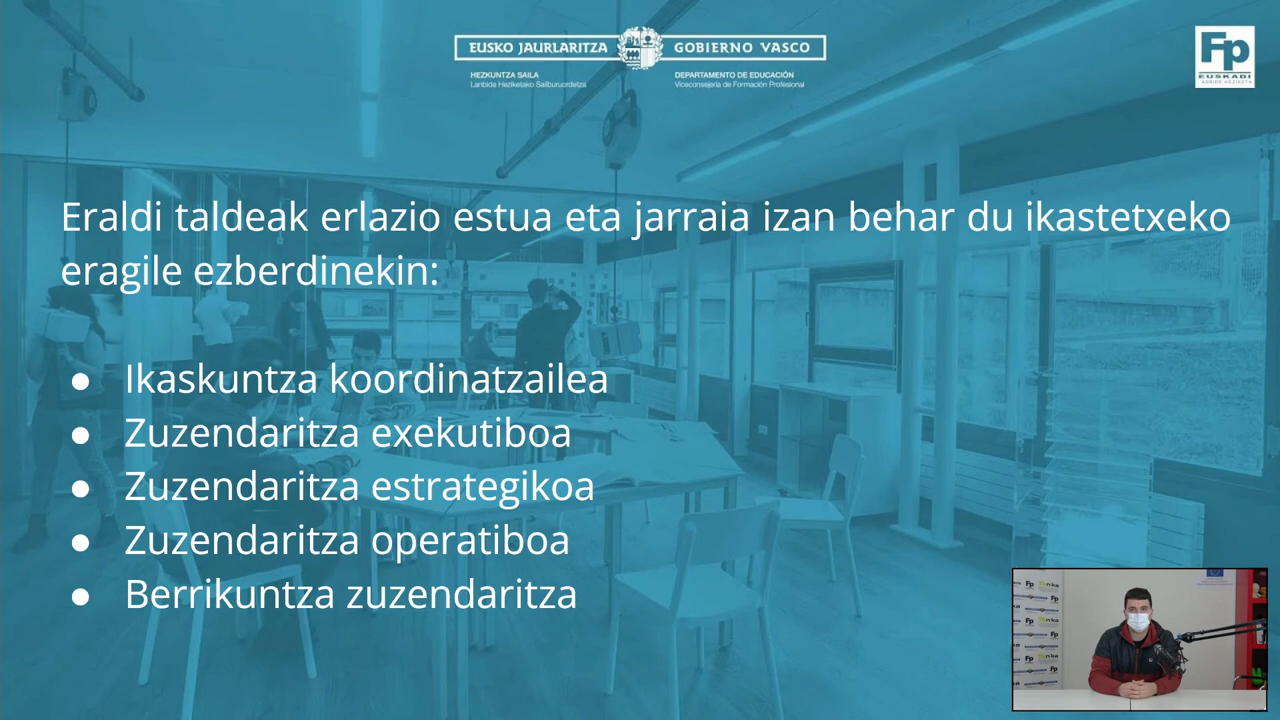 EUSKO JAURLARITZA
GOBIERNO VASCO
HEZKUNTZA SAILA
Lanbide Heziketako Sailburuordetza
DEPARTAMENTO DE EDUCACIÓN
Viceconsejería de Formación Profesional
Fp
EUSKADI
LANBIDE HEZIKETA
Eraldi taldeak erlazio estua eta jarraia izan behar du ikastetxeko
eragile ezberdinekin:
● Ikaskuntza koordinatzailea
● Zuzendaritza exekutiboa
● Zuzendaritza estrategikoa
● Zuzendaritza operatiboa
● Berrikuntza zuzendaritza